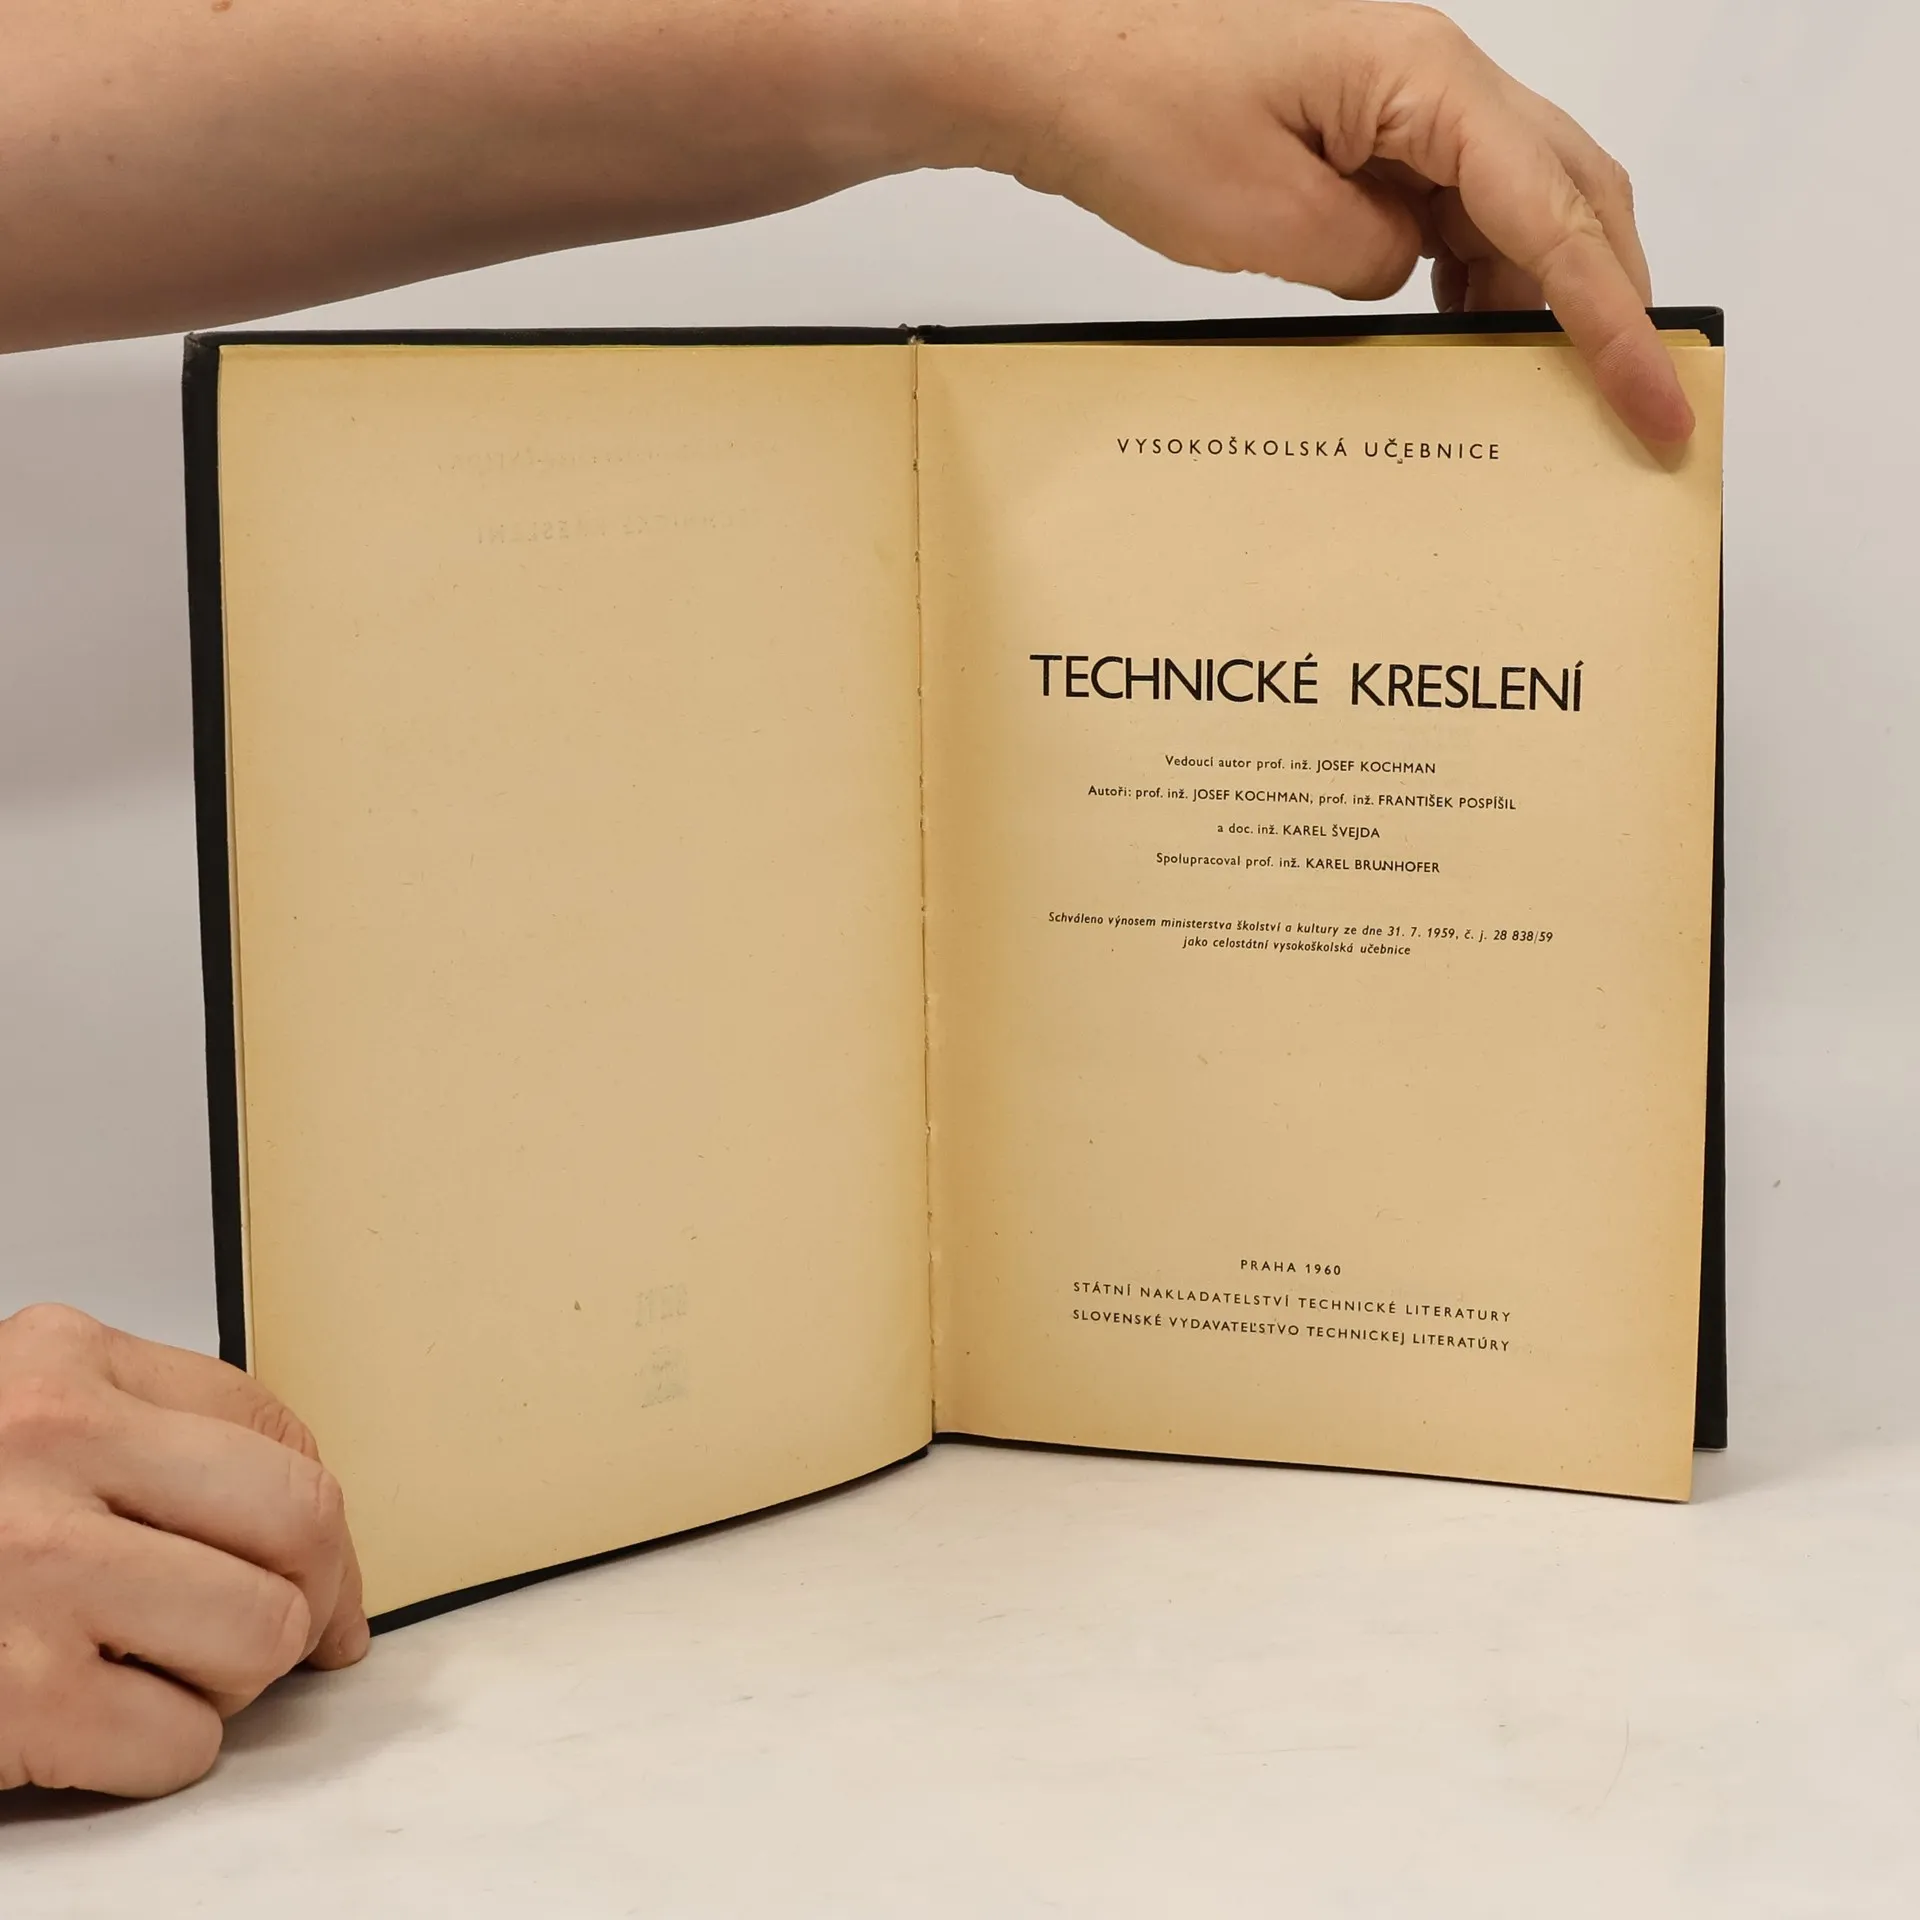 VYSOKOŠKOLSKÁ UČEBNICE
TECHNICKÉ KRESLENÍ
Vedoucí autor prof. inž. JOSEF KOCHMAN
Autoři: prof. inž. JOSEF KOCHMAN, prof. inž. FRANTIŠEK POSPÍŠIL
a doc. inž. KAREL ŠVEJDA
Spolupracoval prof. inž. KAREL BRUNHOFER
Schváleno výnosem ministerstva školství a kultury ze dne 31. 7. 1959, č. j. 28 838/59
jako celostátní vysokoškolská učebnice
PRAHA 1960
STÁTNÍ NAKLADATELSTVÍ TECHNICKÉ LITERATURY
SLOVENSKÉ VYDAVATEĽSTVO TECHNICKEJ LITERATÚRY